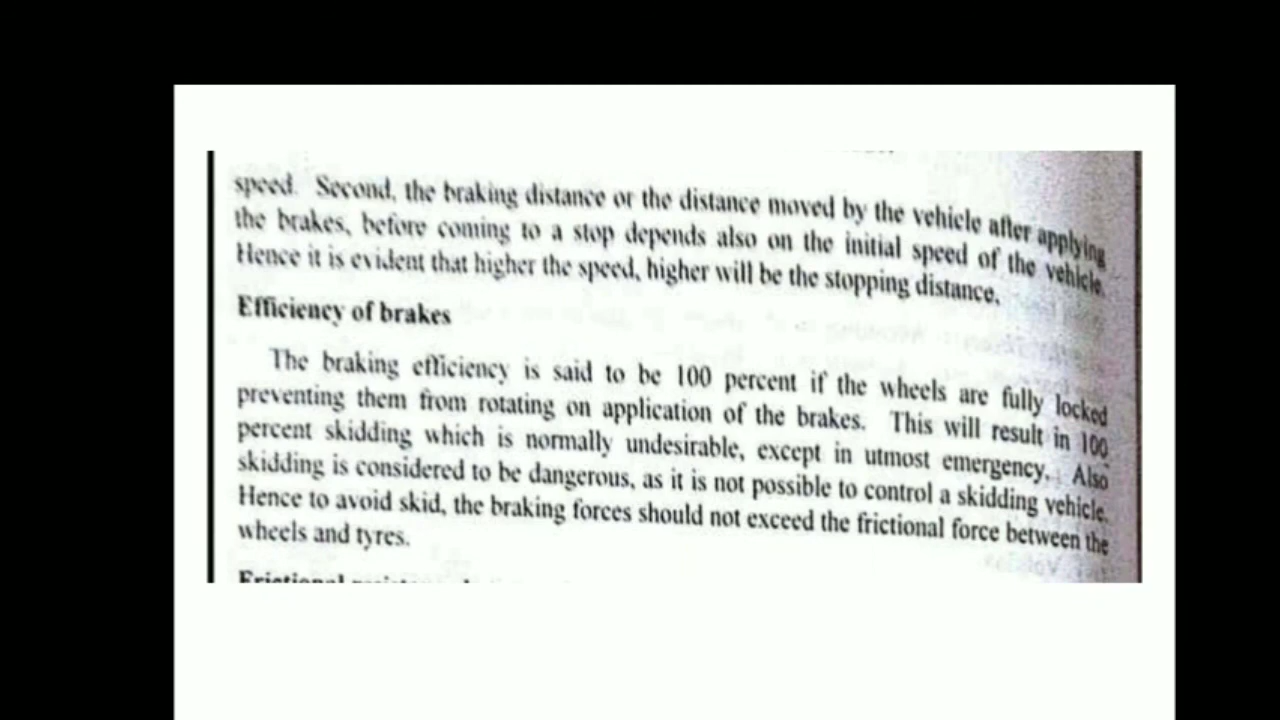 speed. Second, the braking distance or the distance moved by the vehicle after applying
the brakes, before coming to a stop depends also on the initial speed of the vehicle.
Hence it is evident that higher the speed, higher will be the stopping distance.
Efficiency of brakes
The braking efficiency is said to be 100 percent if the wheels are fully locked
preventing them from rotating on application of the brakes. This will result in 100
percent skidding which is normally undesirable, except in utmost emergency. Also
skidding is considered to be dangerous, as it is not possible to control a skidding vehicle.
Hence to avoid skid, the braking forces should not exceed the frictional force between the
wheels and tyres.
Frictional